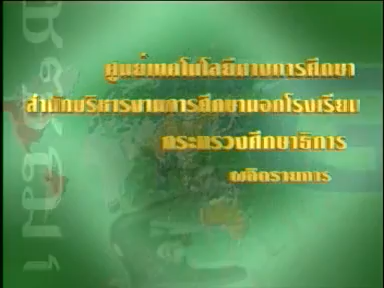 ศูนย์เทคโนโลยีทางการศึกษา
สำนักบริหารงานการศึกษานอกโรงเรียน
กระทรวงศึกษาธิการ
ผลิตรายการ